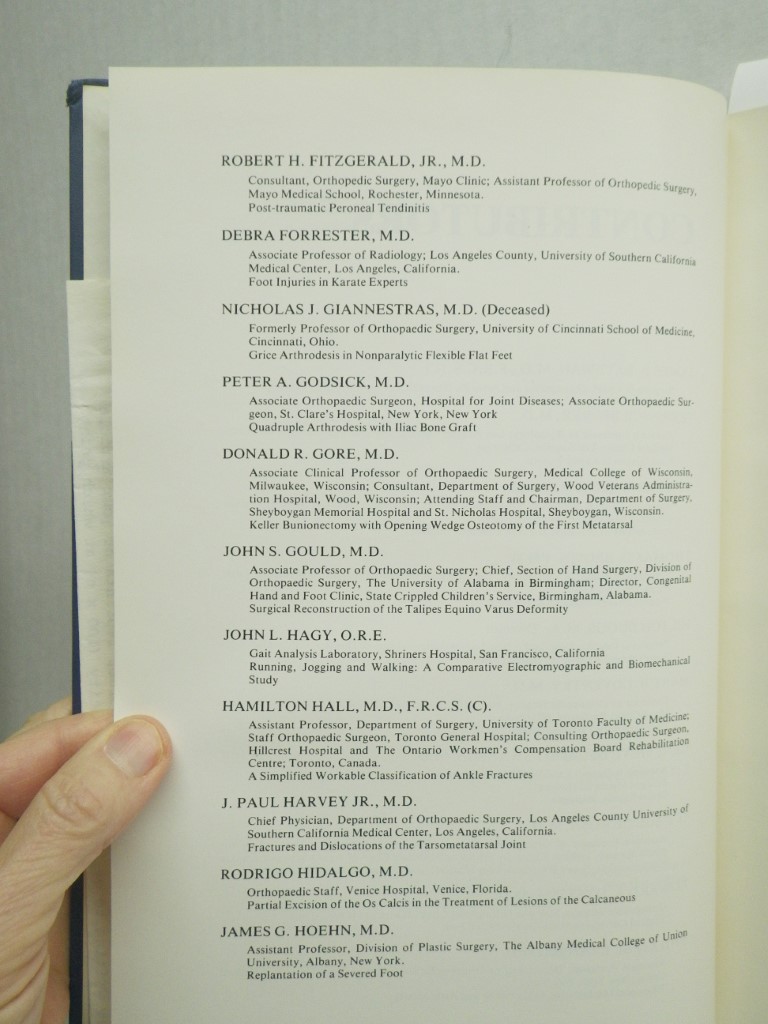 ROBERT H. FITZGERALD, JR., M.D.
Consultant, Orthopedic Surgery, Mayo Clinic; Assistant Professor of Orthopedic Surgery,
Mayo Medical School, Rochester, Minnesota.
Post-traumatic Peroneal Tendinitis
DEBRA FORRESTER, M.D.
Associate Professor of Radiology; Los Angeles County, University of Southern California
Medical Center, Los Angeles, California.
Foot Injuries in Karate Experts
NICHOLAS J. GIANNESTRAS, M.D. (Deceased)
Formerly Professor of Orthopaedic Surgery, University of Cincinnati School of Medicine,
Cincinnati, Ohio.
Grice Arthrodesis in Nonparalytic Flexible Flat Feet
PETER A. GODSICK, M.D.
Associate Orthopaedic Surgeon, Hospital for Joint Diseases; Associate Orthopaedic Sur-
geon, St. Clare's Hospital, New York, New York
Quadruple Arthrodesis with Iliac Bone Graft
DONALD R. GORE, M.D.
Associate Clinical Professor of Orthopaedic Surgery, Medical College of Wisconsin,
Milwaukee, Wisconsin; Consultant, Department of Surgery, Wood Veterans Administra-
tion Hospital, Wood, Wisconsin; Attending Staff and Chairman, Department of Surgery,
Sheyboygan Memorial Hospital and St. Nicholas Hospital, Sheyboygan, Wisconsin.
Keller Bunionectomy with Opening Wedge Osteotomy of the First Metatarsal
JOHN S. GOULD, M.D.
Associate Professor of Orthopaedic Surgery; Chief, Section of Hand Surgery, Division of
Orthopaedic Surgery, The University of Alabama in Birmingham; Director, Congenital
Hand and Foot Clinic, State Crippled Children's Service, Birmingham, Alabama.
Surgical Reconstruction of the Talipes Equino Varus Deformity
JOHN L. HAGY, O.R.E.
Gait Analysis Laboratory, Shriners Hospital, San Francisco, California
Running, Jogging and Walking: A Comparative Electromyographic and Biomechanical
Study
HAMILTON HALL, M.D., F.R.C.S. (C).
Assistant Professor, Department of Surgery, University of Toronto Faculty of Medicine;
Staff Orthopaedic Surgeon, Toronto General Hospital; Consulting Orthopaedic Surgeon,
Hillcrest Hospital and The Ontario Workmen's Compensation Board Rehabilitation
Centre; Toronto, Canada.
A Simplified Workable Classification of Ankle Fractures
J. PAUL HARVEY JR., M.D.
Chief Physician, Department of Orthopaedic Surgery, Los Angeles County University of
Southern California Medical Center, Los Angeles, California.
Fractures and Dislocations of the Tarsometatarsal Joint
RODRIGO HIDALGO, M.D.
Orthopaedic Staff, Venice Hospital, Venice, Florida.
Partial Excision of the Os Calcis in the Treatment of Lesions of the Calcaneous
JAMES G. HOEHN, M.D.
Assistant Professor, Division of Plastic Surgery, The Albany Medical College of Union
University, Albany, New York.
Replantation of a Severed Foot